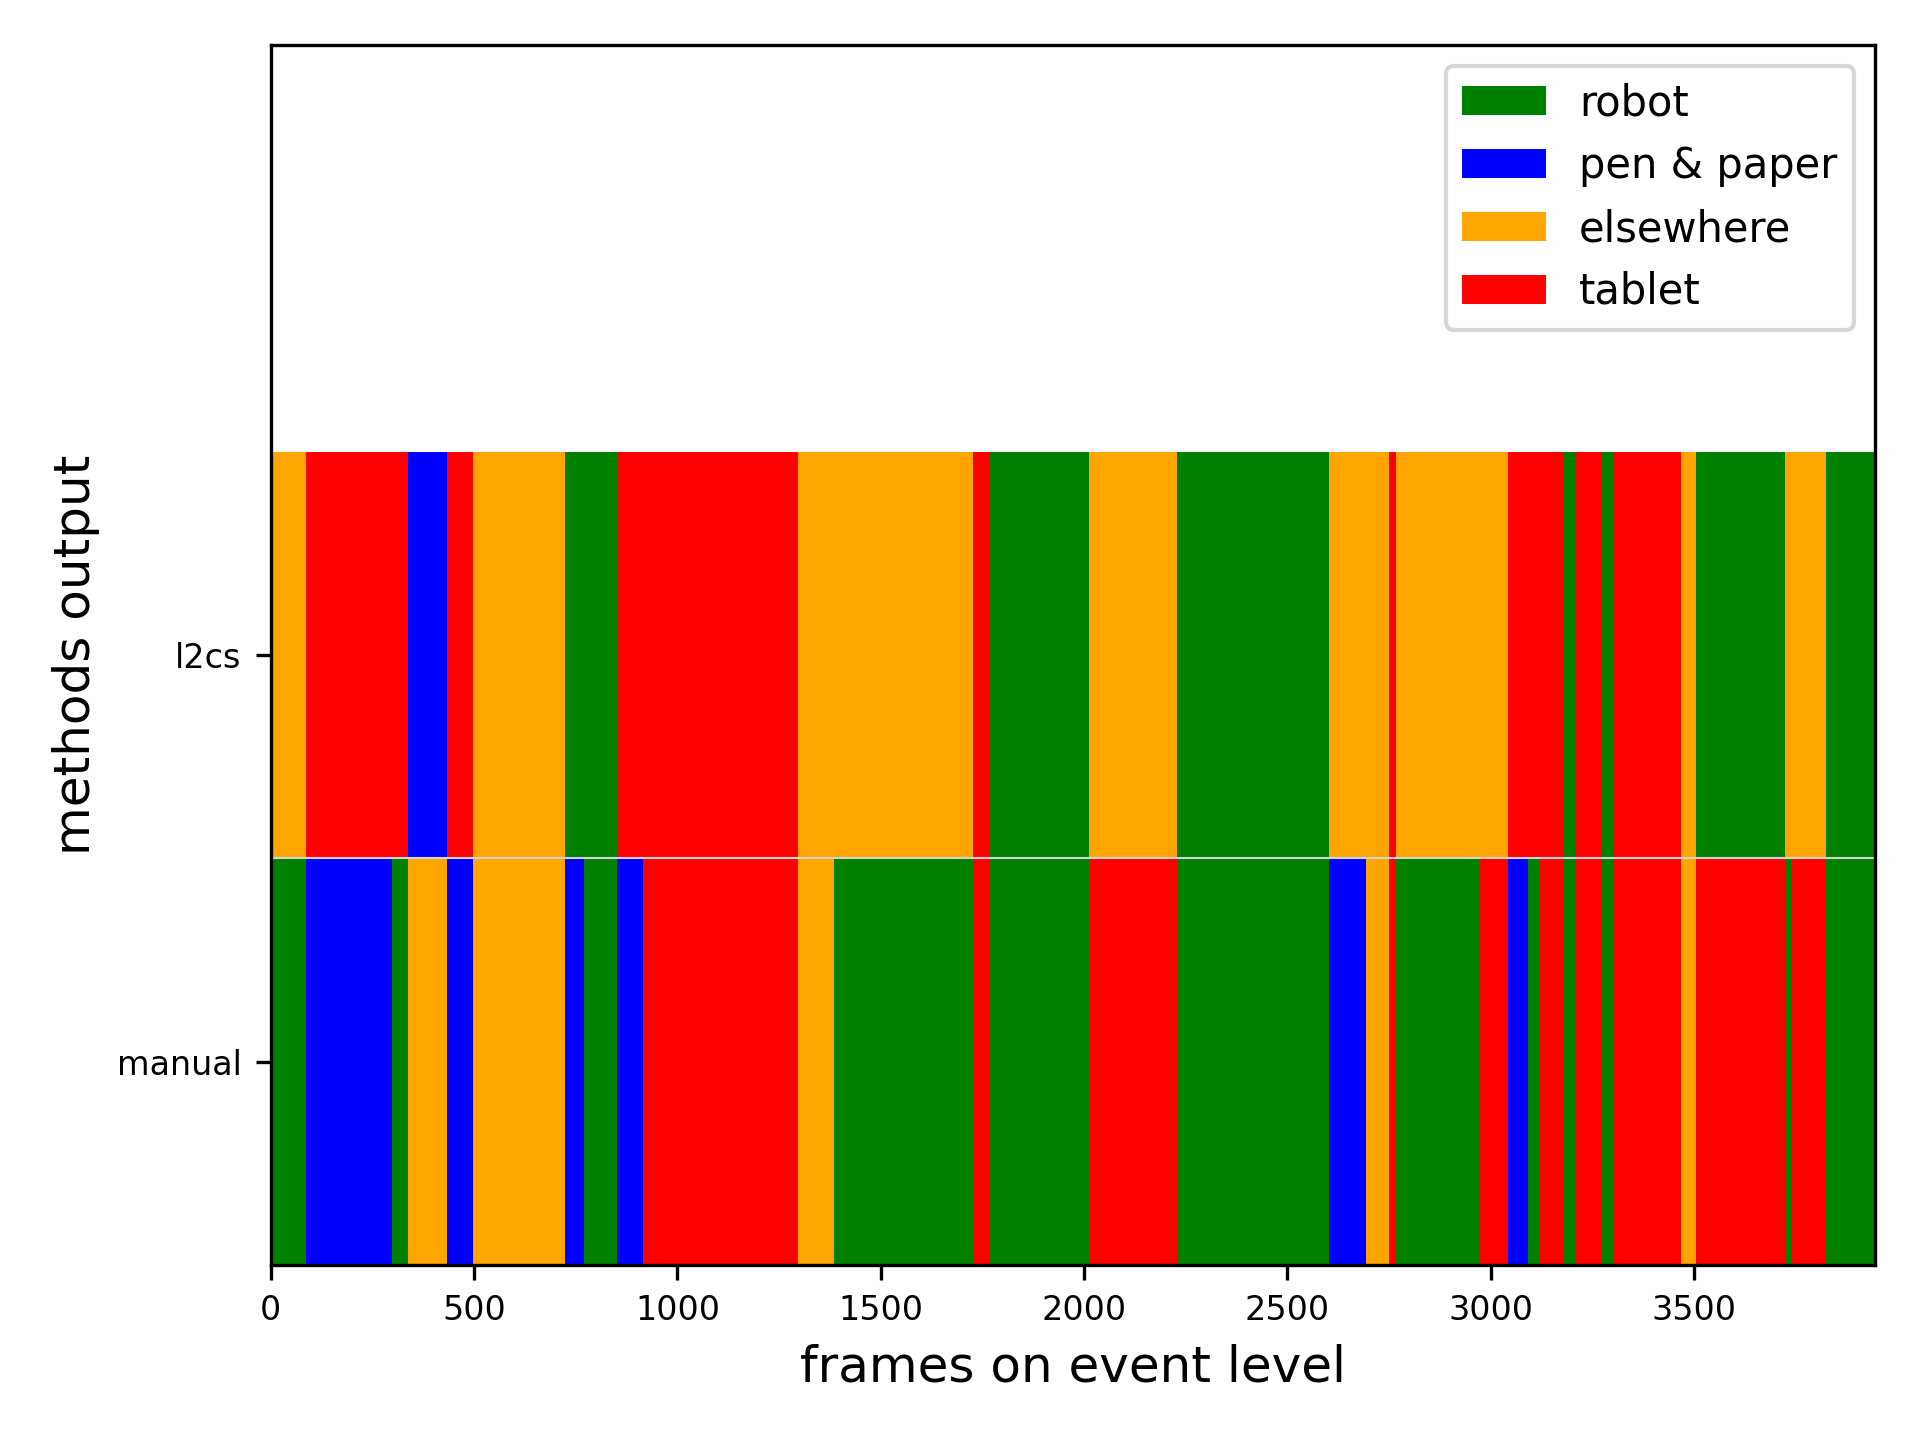 robot
pen & paper
elsewhere
tablet
methods output
l2cs
manual
0 500 1000 1500 2000 2500 3000 3500
frames on event level